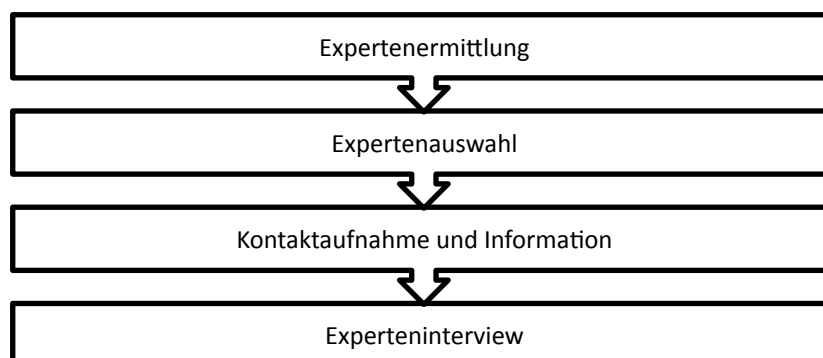 Expertenermittlung
Expertenauswahl
Kontaktaufnahme und Information
Experteninterview